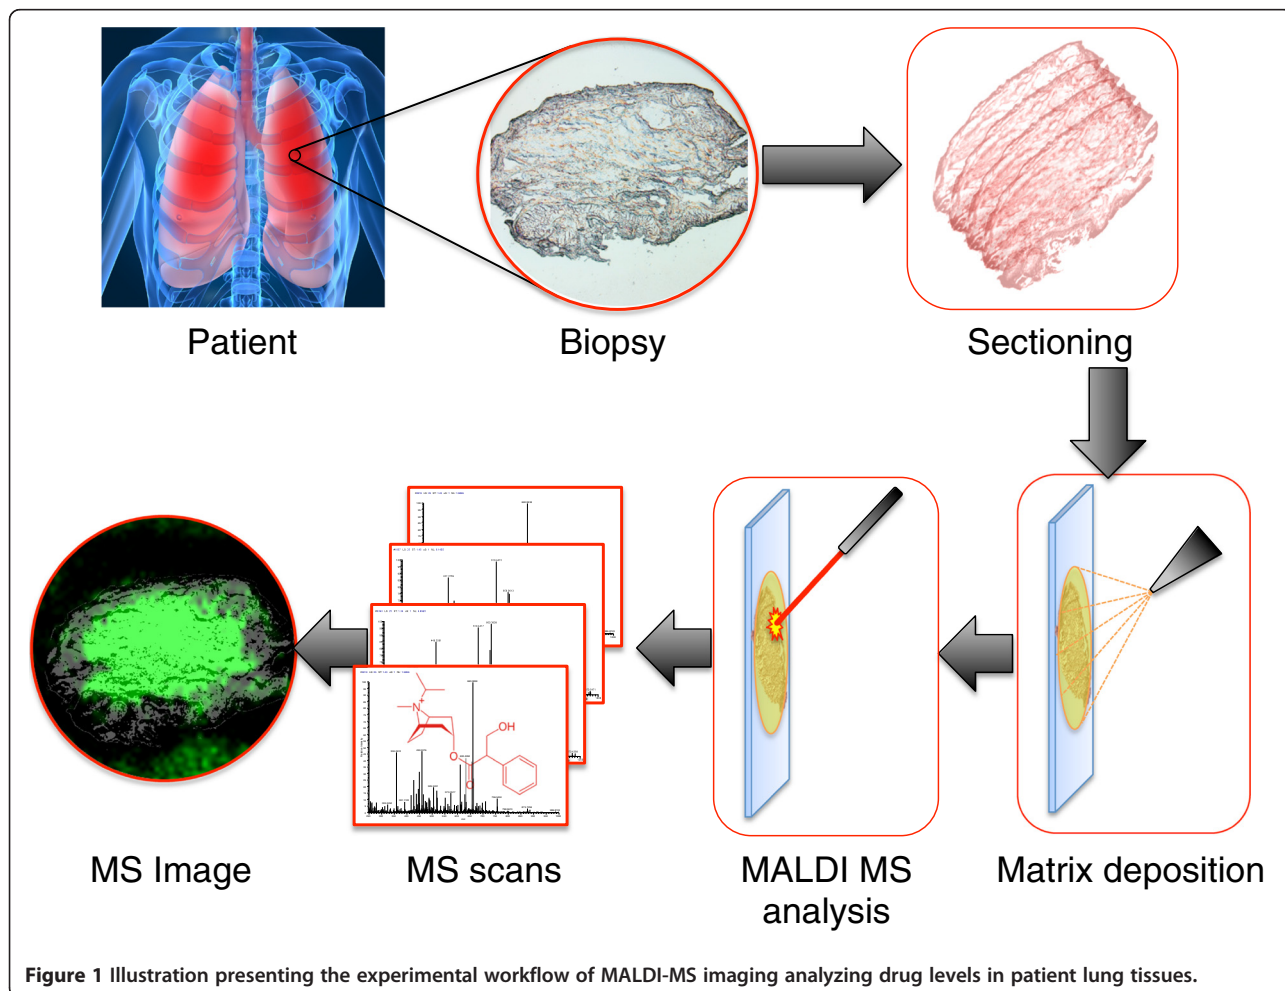 Patient
Biopsy
Sectioning
N
+
OH
O
O
MS Image
MS scans
MALDI MS
analysis
Matrix deposition
Figure 1 Illustration presenting the experimental workflow of MALDI-MS imaging analyzing drug levels in patient lung tissues.